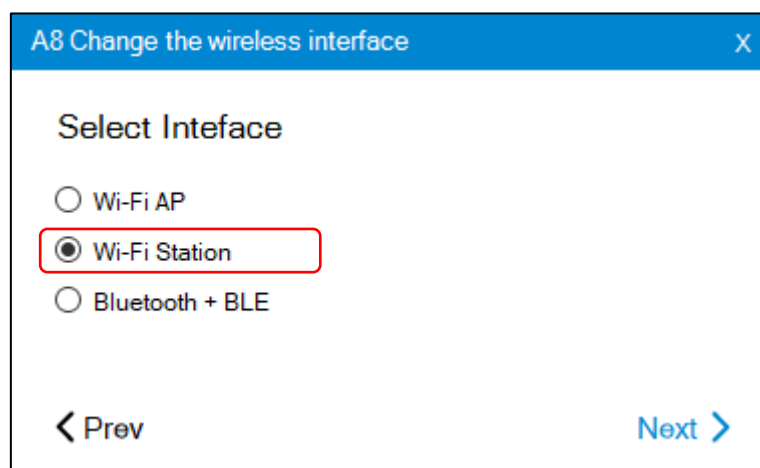 A8 Change the wireless interface X
Select Inteface
Wi-Fi AP
Wi-Fi Station
Bluetooth + BLE
Prev Next